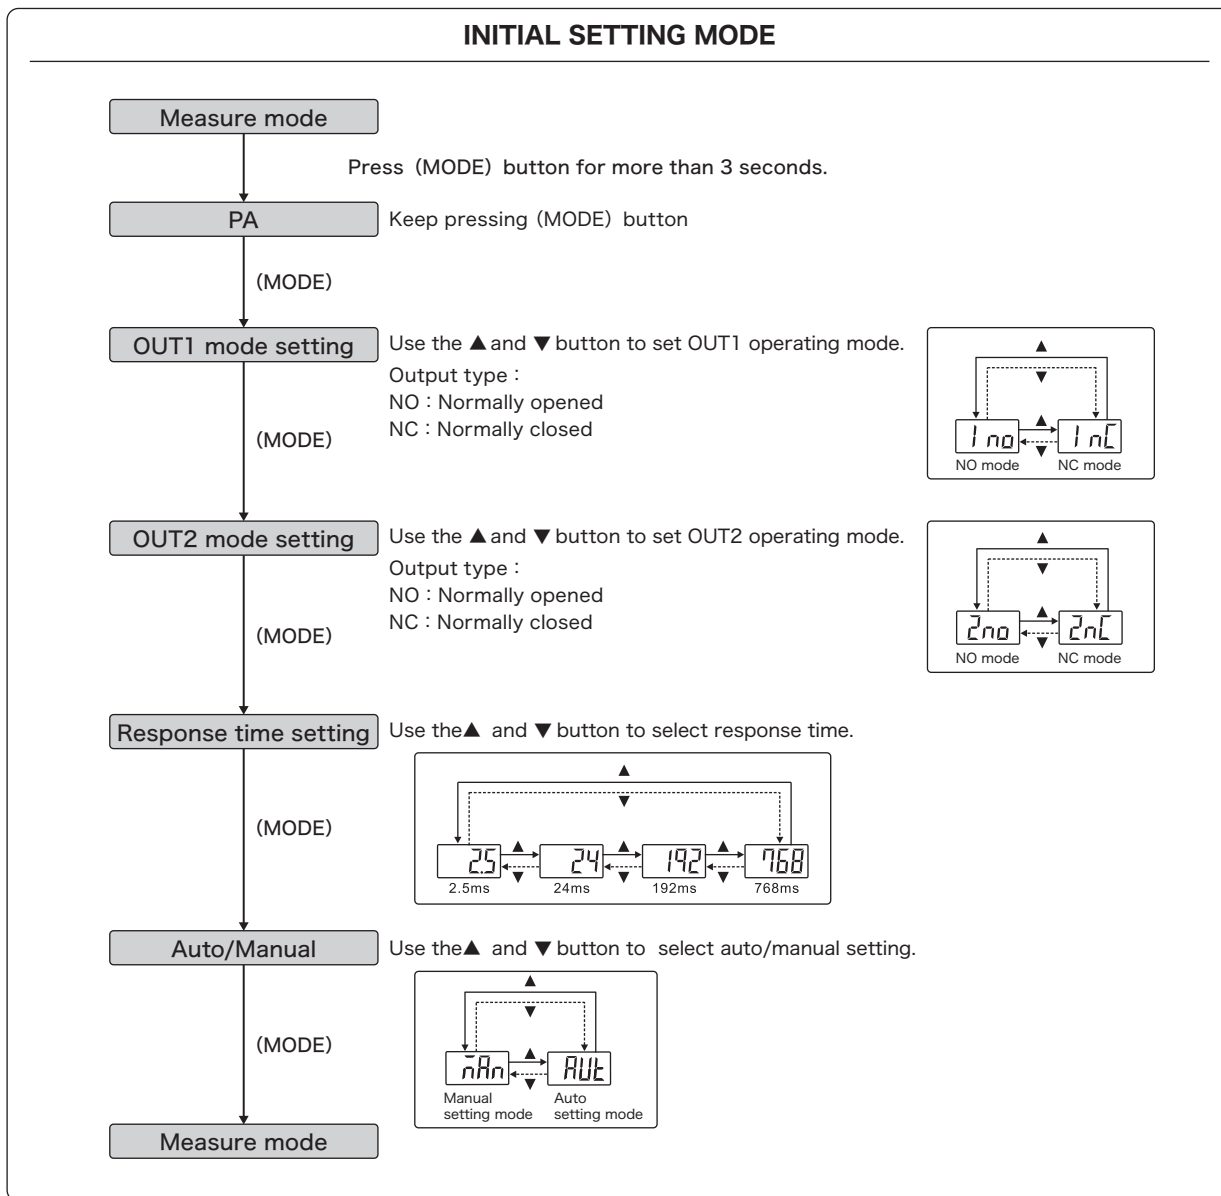 INITIAL SETTING MODE
Measure mode
Press (MODE) button for more than 3 seconds.
PA
Keep pressing (MODE) button
(MODE)
OUT1 mode setting
Use the ▲ and ▼ button to set OUT1 operating mode.
Output type :
NO : Normally opened
NC : Normally closed
▲
▼
1 no ▲ ▼ 1 nC
NO mode NC mode
(MODE)
OUT2 mode setting
Use the ▲ and ▼ button to set OUT2 operating mode.
Output type :
NO : Normally opened
NC : Normally closed
▲
▼
2no ▲ ▼ 2nC
NO mode NC mode
(MODE)
Response time setting
Use the▲ and ▼ button to select response time.
▲
▼
2.5 ▲ ▼ 24 ▲ ▼ 192 ▲ ▼ 768
2.5ms 24ms 192ms 768ms
(MODE)
Auto/Manual
Use the▲ and ▼ button to select auto/manual setting.
▲
▼
nAn ▲ ▼ AUt
Manual setting mode
Auto setting mode
(MODE)
Measure mode